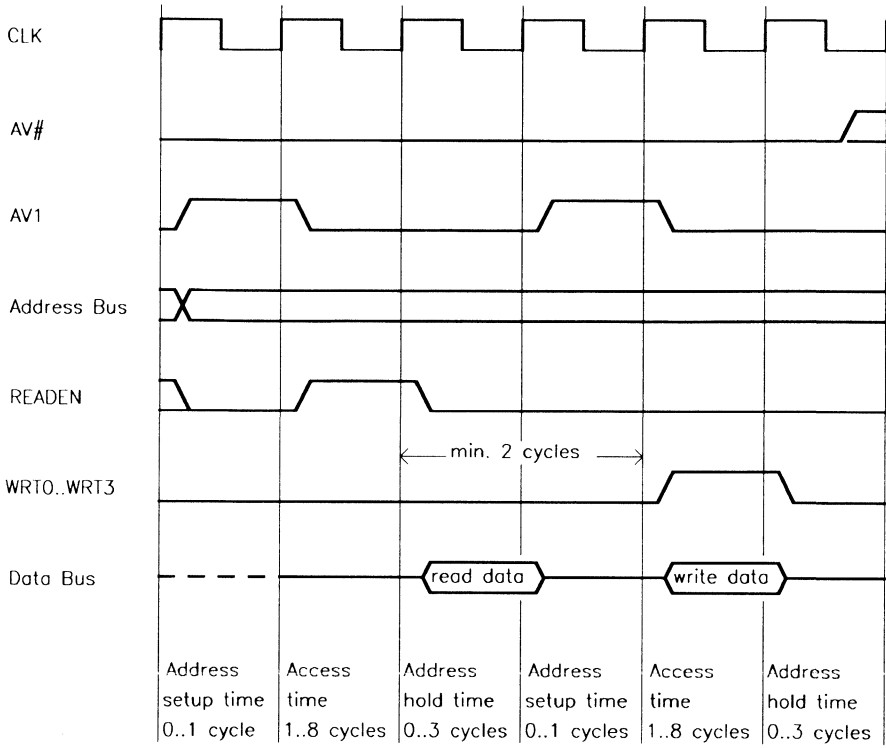 CLK
AV#
AV1
Address Bus
READEN
min. 2 cycles
WRT0..WRT3
Data Bus
read data
write data
Address
setup time
0..1 cycle
Access
time
1..8 cycles
Address
hold time
0..3 cycles
Address
setup time
0..1 cycles
Access
time
1..8 cycles
Address
hold time
0..3 cycles